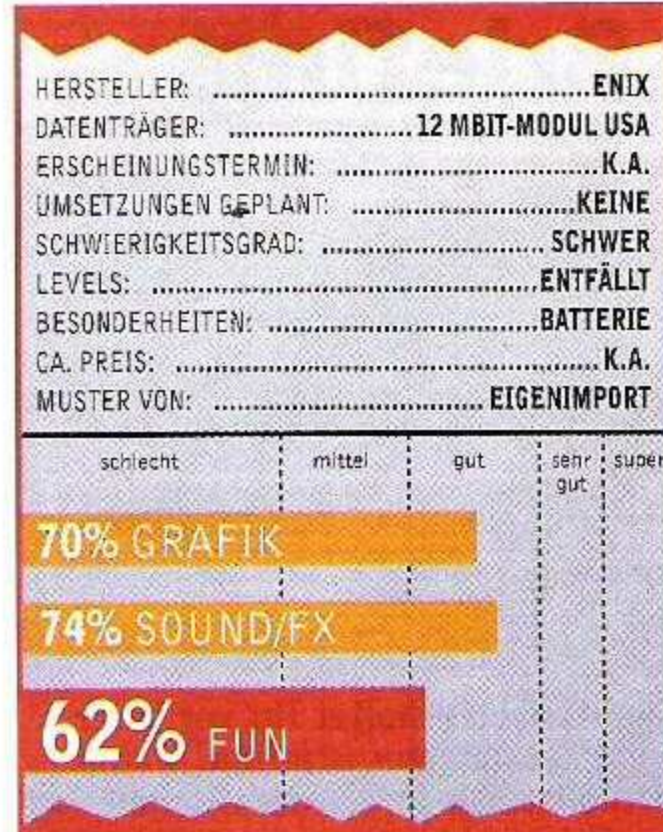 HERSTELLER: ..................................................ENIX
DATENTRÄGER: ........................12 MBIT-MODUL USA
ERSCHEINUNGSTERMIN: ...................................K.A.
UMSETZUNGEN GEPLANT: ..............................KEINE
SCHWIERIGKEITSGRAD: ..............................SCHWER
LEVELS: ...................................................ENTFÄLLT
BESONDERHEITEN: ....................................BATTERIE
CA. PREIS: .......................................................K.A.
MUSTER VON: ....................................EIGENIMPORT
schlecht mittel gut sehr gut super
70% GRAFIK
74% SOUND/FX
62% FUN